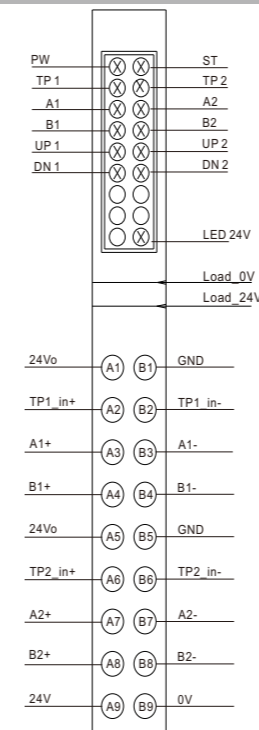 PW ST
TP 1 TP 2
A1 A2
B1 B2
UP 1 UP 2
DN 1 DN 2
LED 24V
Load_0V
Load_24V
24Vo A1 B1 GND
TP1_in+ A2 B2 TP1_in-
A1+ A3 B3 A1-
B1+ A4 B4 B1-
24Vo A5 B5 GND
TP2_in+ A6 B6 TP2_in-
A2+ A7 B7 A2-
B2+ A8 B8 B2-
24V A9 B9 0V